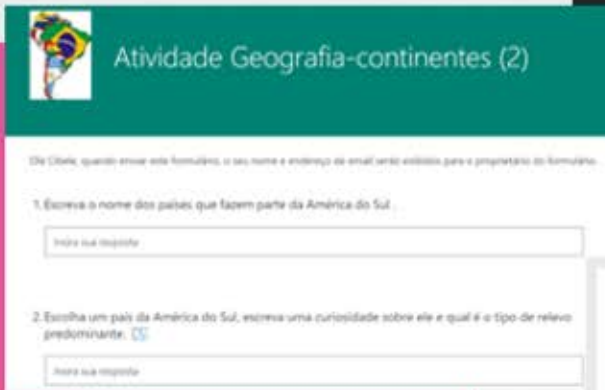 Atividade Geografia-continentes (2)
Olá Cibele, quando enviar este formulário, o seu nome e endereço de email serão exibidos para o proprietário do formulário.
1. Escreva o nome dos países que fazem parte da América do Sul .
Insira sua resposta
2. Escolha um país da América do Sul, escreva uma curiosidade sobre ele e qual é o tipo de relevo
predominante.
Insira sua resposta